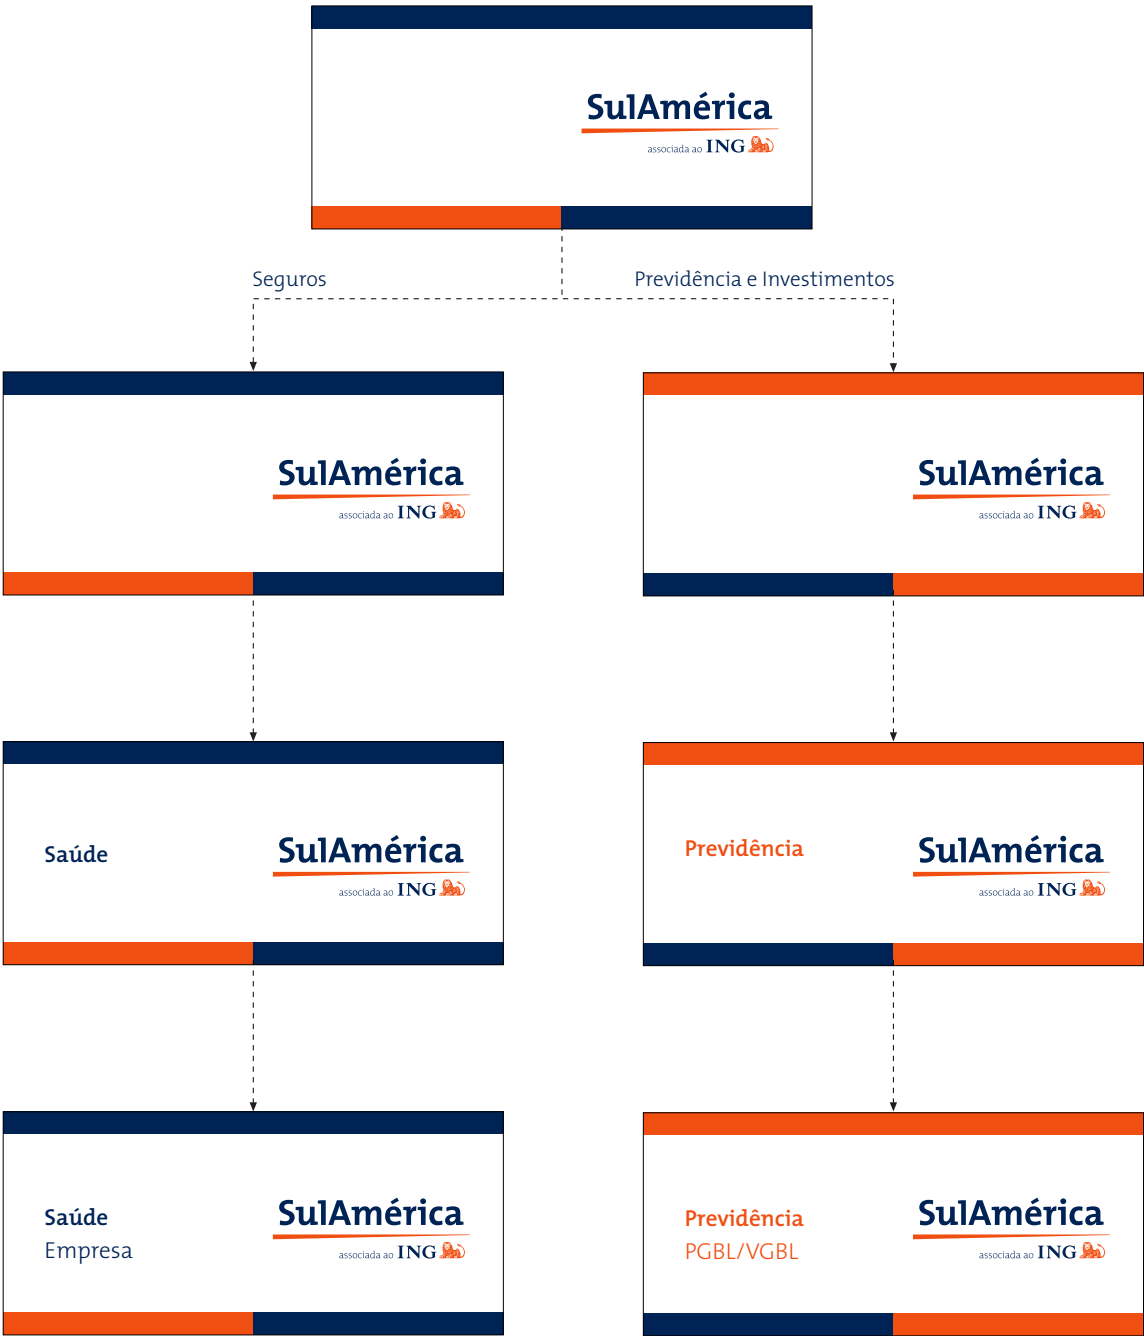 SulAmérica
associada ao ING
Seguros
Previdência e Investimentos
SulAmérica
associada ao ING
SulAmérica
associada ao ING
Saúde
SulAmérica
associada ao ING
Previdência
SulAmérica
associada ao ING
Saúde
Empresa
SulAmérica
associada ao ING
Previdência
PGBL/VGBL
SulAmérica
associada ao ING